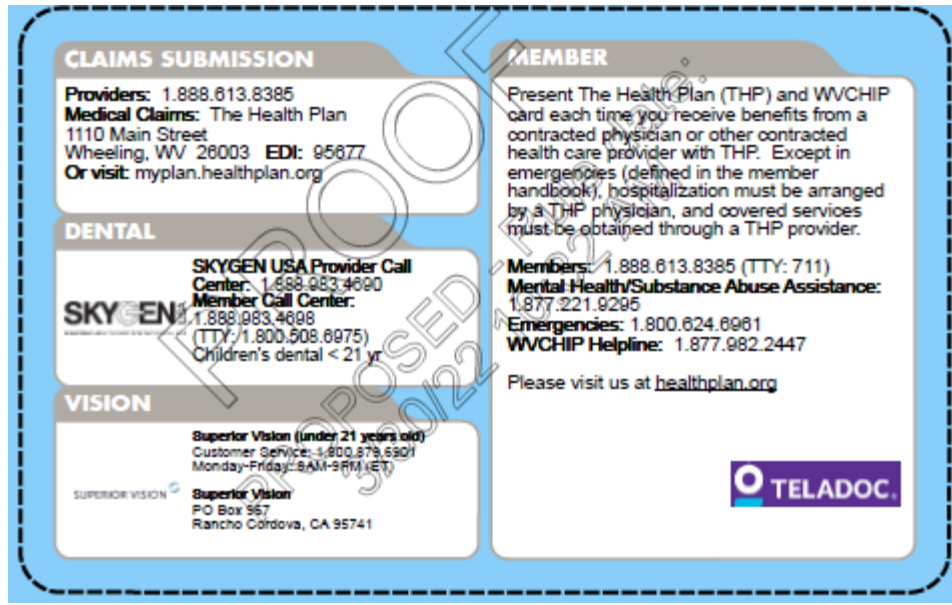 CLAIMS SUBMISSION
Providers: 1.888.613.8385
Medical Claims: The Health Plan
1110 Main Street
Wheeling, WV 26003 EDI: 95677
Or visit: myplan.healthplan.org
DENTAL
SKYGEN
SKYGEN USA Provider Call
Center: 1.888.983.4690
Member Call Center:
1.888.983.4698
(TTY: 1.800.508.6975)
Children's dental < 21 yr
VISION
SUPERIOR VISION
Superior Vision (under 21 years old)
Customer Service: 1.800.879.6901
Monday-Friday: 8AM-9PM (ET)
Superior Vision
PO Box 967
Rancho Cordova, CA 95741
MEMBER
Present The Health Plan (THP) and WVCHIP
card each time you receive benefits from a
contracted physician or other contracted
health care provider with THP. Except in
emergencies (defined in the member
handbook), hospitalization must be arranged
by a THP physician, and covered services
must be obtained through a THP provider.
Members: 1.888.613.8385 (TTY: 711)
Mental Health/Substance Abuse Assistance:
1.877.221.9295
Emergencies: 1.800.624.6961
WVCHIP Helpline: 1.877.982.2447
Please visit us at healthplan.org
TELADOC
PROOF
PROPOSED -